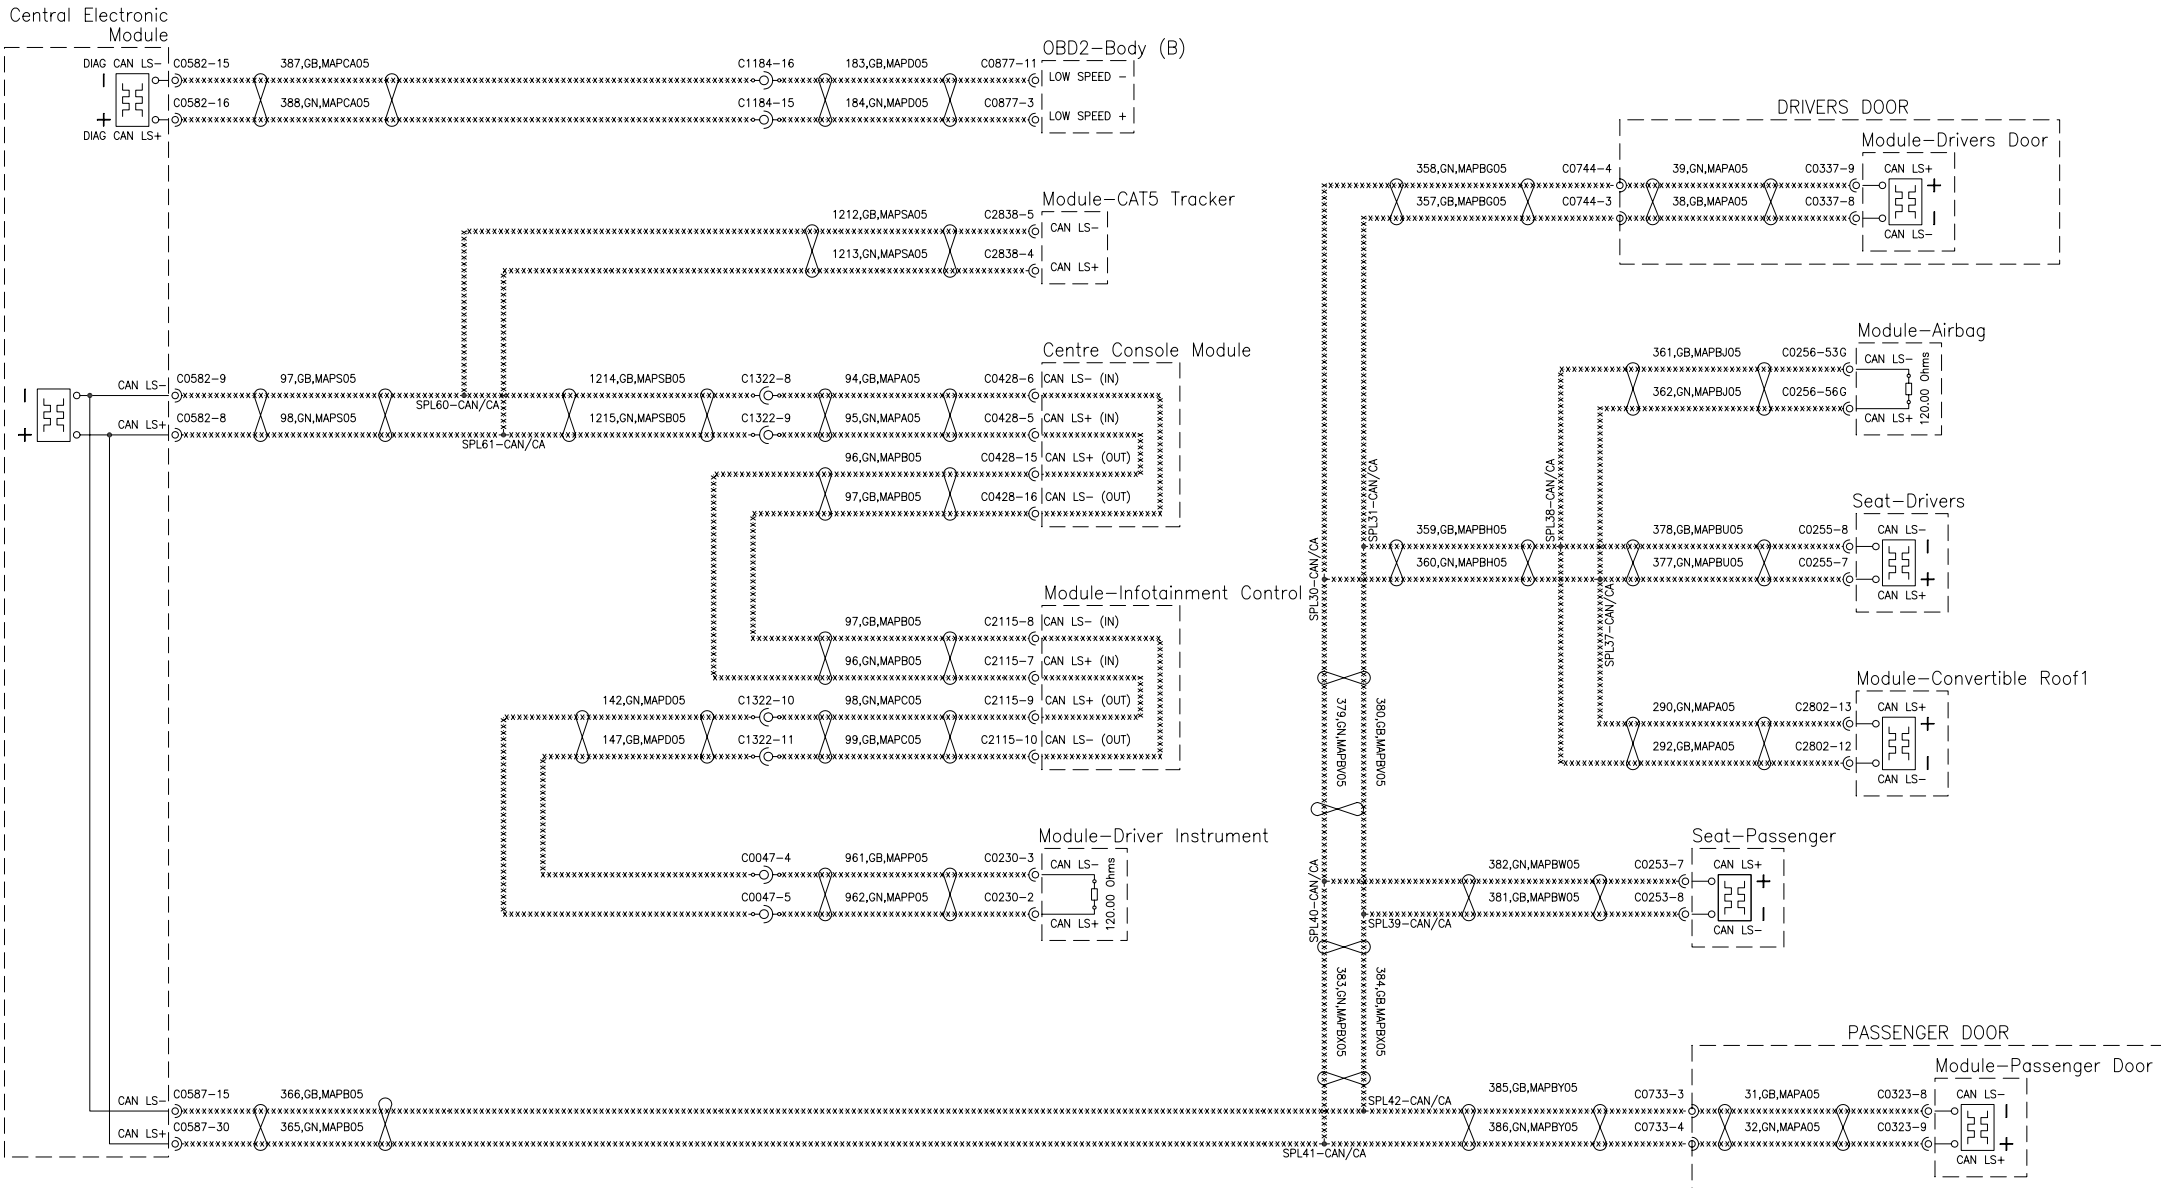 Central Electronic
Module
DIAG CAN LS-
C0582-15
387,GB,MAPCA05
C1184-16
183,GB,MAPD05
C0877-11
OBD2-Body (B)
LOW SPEED -
C0582-16
388,GN,MAPCA05
C1184-15
184,GN,MAPD05
C0877-3
LOW SPEED +
DIAG CAN LS+
Module-CAT5 Tracker
1212,GB,MAPSA05
C2838-5
CAN LS-
1213,GN,MAPSA05
C2838-4
CAN LS+
Centre Console Module
CAN LS-
C0582-9
97,GB,MAPS05
SPL60-CAN/CA
1214,GB,MAPSB05
C1322-8
94,GB,MAPA05
C0428-6
CAN LS- (IN)
CAN LS+
C0582-8
98,GN,MAPS05
SPL61-CAN/CA
1215,GN,MAPSB05
C1322-9
95,GN,MAPA05
C0428-5
CAN LS+ (IN)
96,GN,MAPB05
C0428-15
CAN LS+ (OUT)
97,GB,MAPB05
C0428-16
CAN LS- (OUT)
Module-Infotainment Control
97,GB,MAPB05
C2115-8
CAN LS- (IN)
96,GN,MAPB05
C2115-7
CAN LS+ (IN)
142,GN,MAPD05
C1322-10
98,GN,MAPC05
C2115-9
CAN LS+ (OUT)
147,GB,MAPD05
C1322-11
99,GB,MAPC05
C2115-10
CAN LS- (OUT)
Module-Driver Instrument
C0047-4
961,GB,MAPP05
C0230-3
CAN LS-
C0047-5
962,GN,MAPP05
C0230-2
CAN LS+
120.00 Ohms
CAN LS-
C0587-15
366,GB,MAPB05
CAN LS+
C0587-30
365,GN,MAPB05
DRIVERS DOOR
Module-Drivers Door
358,GN,MAPBG05
C0744-4
39,GN,MAPA05
C0337-9
CAN LS+
357,GB,MAPBG05
C0744-3
38,GB,MAPA05
C0337-8
CAN LS-
Module-Airbag
361,GB,MAPBJ05
C0256-53G
CAN LS-
362,GN,MAPBJ05
C0256-56G
CAN LS+
120.00 Ohms
SPL31-CAN/CA
SPL38-CAN/CA
Seat-Drivers
359,GB,MAPBH05
378,GB,MAPBU05
C0255-8
CAN LS-
360,GN,MAPBH05
377,GN,MAPBU05
C0255-7
CAN LS+
SPL30-CAN/CA
SPL37-CAN/CA
Module-Convertible Roof1
290,GN,MAPA05
C2802-13
CAN LS+
292,GB,MAPA05
C2802-12
CAN LS-
379,GN,MAPBV05
380,GB,MAPBV05
Seat-Passenger
382,GN,MAPBW05
C0253-7
CAN LS+
381,GB,MAPBW05
C0253-8
CAN LS-
SPL40-CAN/CA
SPL39-CAN/CA
383,GN,MAPBX05
384,GB,MAPBX05
PASSENGER DOOR
Module-Passenger Door
SPL42-CAN/CA
385,GB,MAPBY05
C0733-3
31,GB,MAPA05
C0323-8
CAN LS-
386,GN,MAPBY05
C0733-4
32,GN,MAPA05
C0323-9
CAN LS+
SPL41-CAN/CA